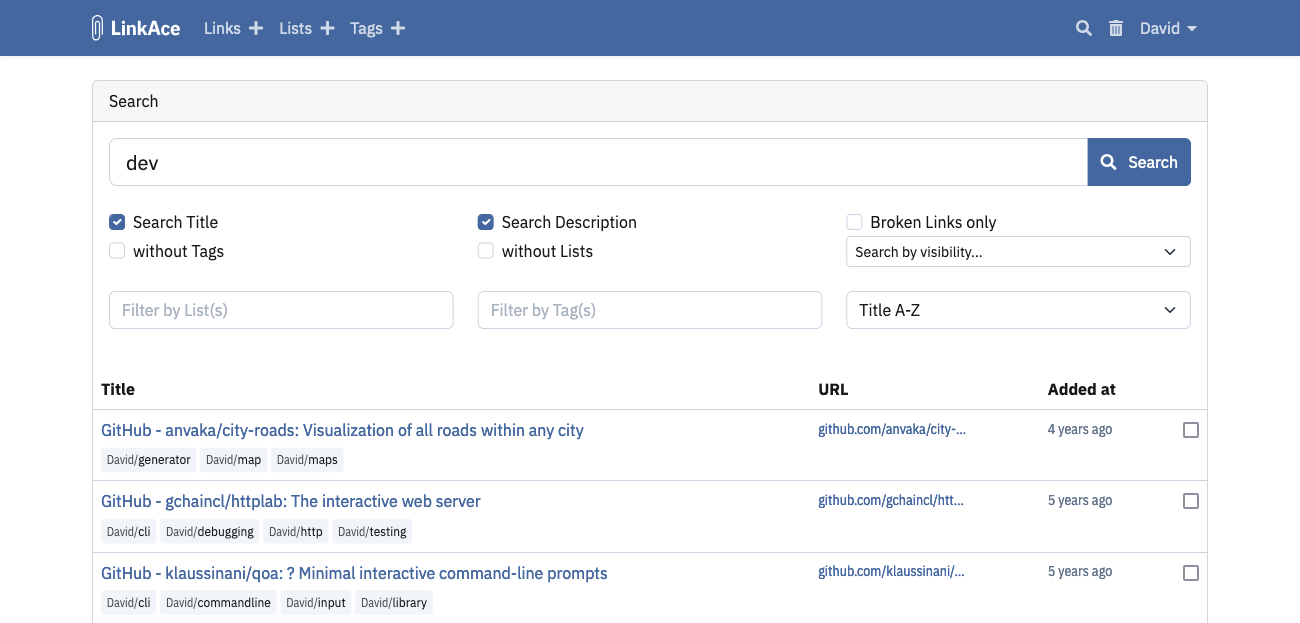 LinkAce Links Lists Tags David
Search
dev Search
Search Title Search Description Broken Links only
without Tags without Lists Search by visibility...
Filter by List(s) Filter by Tag(s) Title A-Z
Title URL Added at
GitHub - anvaka/city-roads: Visualization of all roads within any city github.com/anvaka/city-... 4 years ago
David/generator David/map David/maps
GitHub - gchaincl/httplab: The interactive web server github.com/gchaincl/htt... 5 years ago
David/cli David/debugging David/http David/testing
GitHub - klaussinani/qoa: ? Minimal interactive command-line prompts github.com/klaussinani/... 5 years ago
David/cli David/commandline David/input David/library